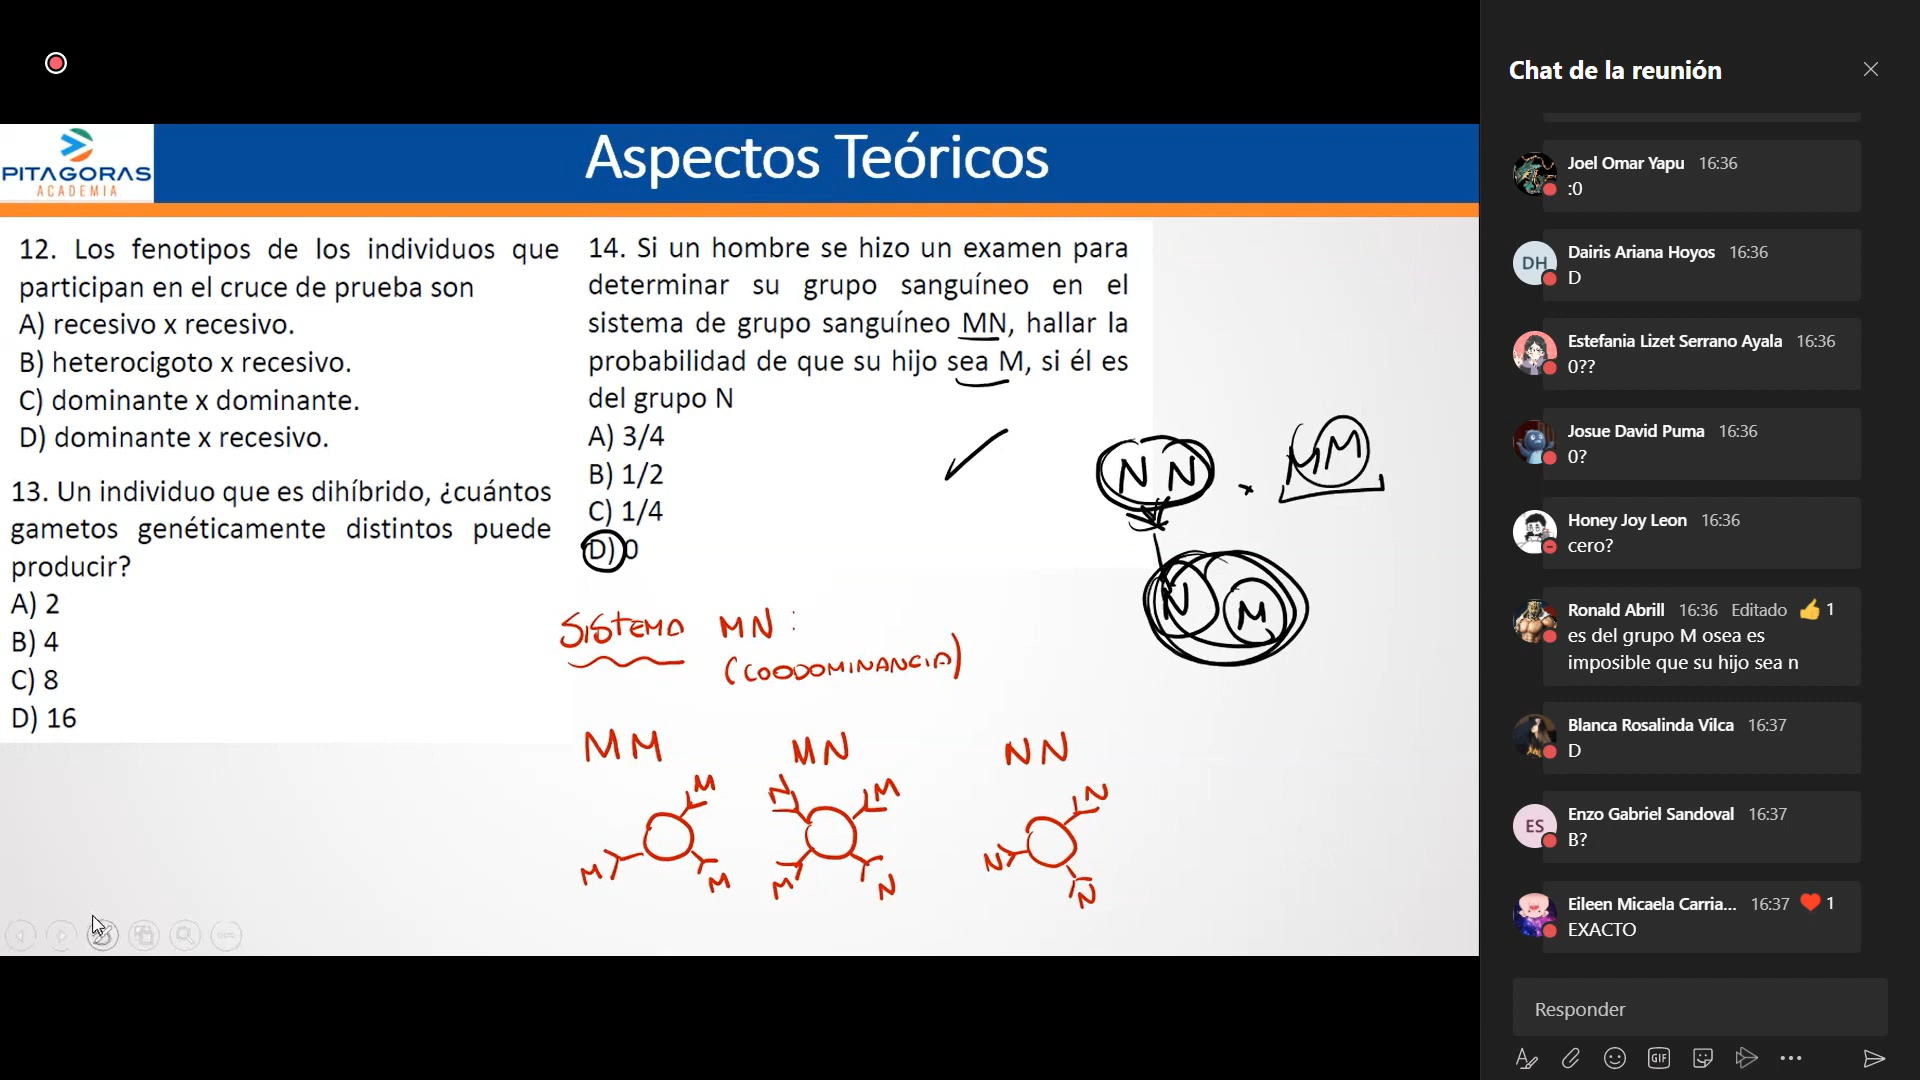 PITAGORAS
ACADEMIA
Aspectos Teóricos
12. Los fenotipos de los individuos que
participan en el cruce de prueba son
A) recesivo x recesivo.
B) heterocigoto x recesivo.
C) dominante x dominante.
D) dominante x recesivo.
13. Un individuo que es dihíbrido, ¿cuántos
gametos genéticamente distintos puede
producir?
A) 2
B) 4
C) 8
D) 16
14. Si un hombre se hizo un examen para
determinar su grupo sanguíneo en el
sistema de grupo sanguíneo MN, hallar la
probabilidad de que su hijo sea M, si él es
del grupo N
A) 3/4
B) 1/2
C) 1/4
D) 0
N N x MM
N M
SISTEMA MN :
(COODOMINANCIA)
MM MN NN
M
M
M
N
M
M
N
N
N
N
Chat de la reunión
Joel Omar Yapu 16:36
:0
DH
Dairis Ariana Hoyos 16:36
D
Estefania Lizet Serrano Ayala 16:36
0??
Josue David Puma 16:36
0?
Honey Joy Leon 16:36
cero?
Ronald Abrill 16:36 Editado 👍 1
es del grupo M osea es
imposible que su hijo sea n
Blanca Rosalinda Vilca 16:37
D
ES
Enzo Gabriel Sandoval 16:37
B?
Eileen Micaela Carria... 16:37 ❤️ 1
EXACTO
Responder
GIF